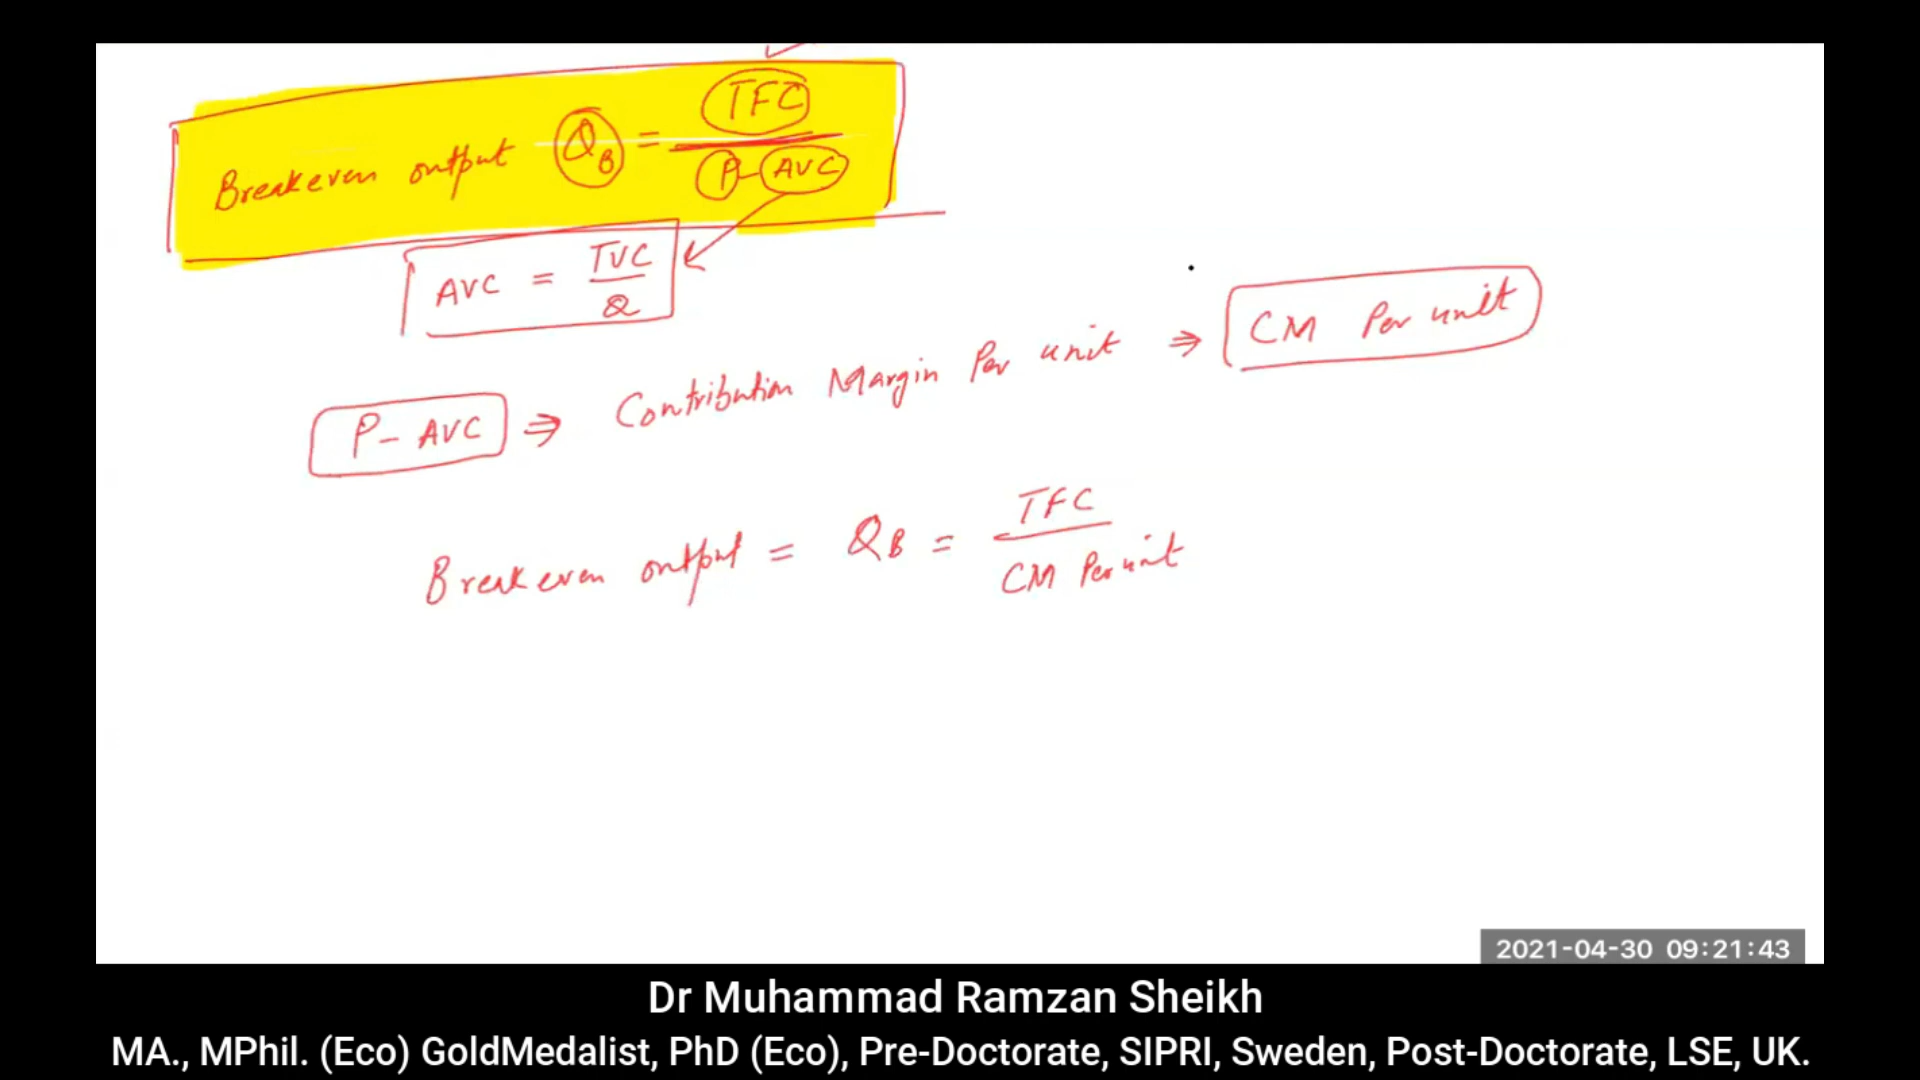 Breakeven output Q_B = TFC / P - AVC
AVC = TVC / Q
P - AVC ⇒ Contribution Margin Per unit ⇒ CM Per unit
Breakeven output = Q_B = TFC / CM Per unit
2021-04-30 09:21:43
Dr Muhammad Ramzan Sheikh
MA., MPhil. (Eco) GoldMedalist, PhD (Eco), Pre-Doctorate, SIPRI, Sweden, Post-Doctorate, LSE, UK.